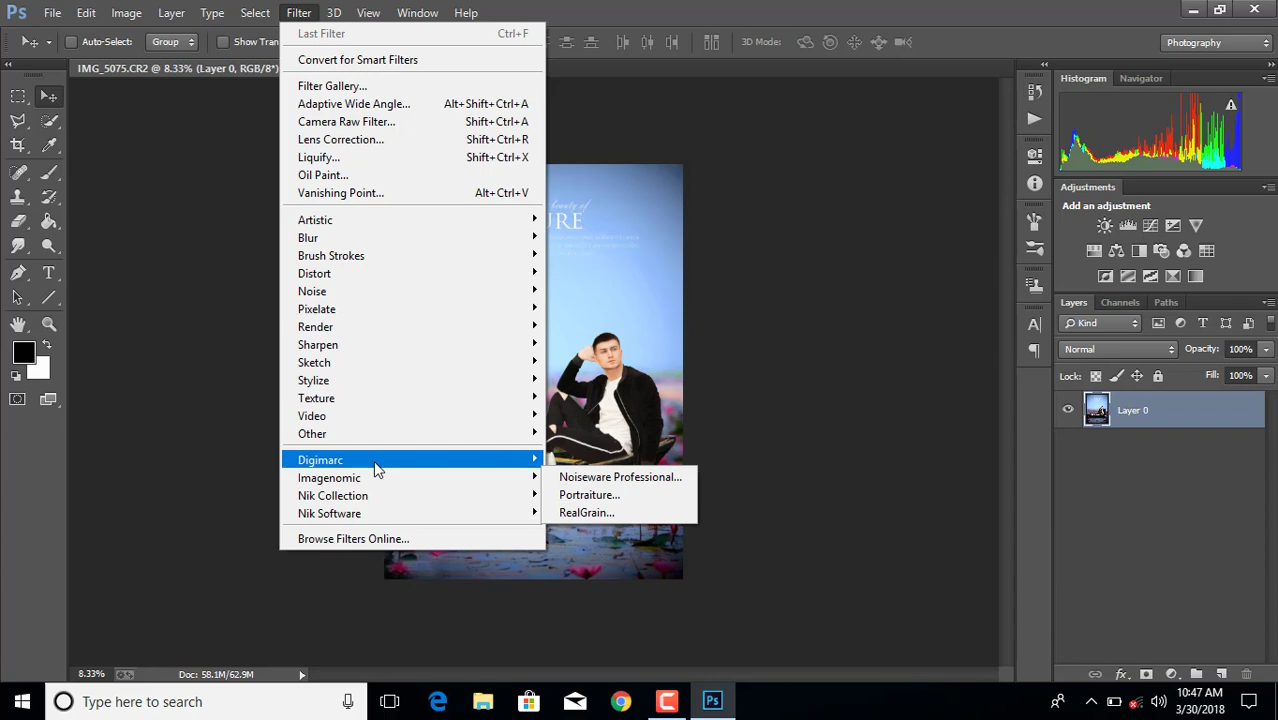 Ps File Edit Image Layer Type Select Filter 3D View Window Help
Auto-Select: Group Show Tran 3D Mode: Photography
IMG_5075.CR2 @ 8.33% (Layer 0, RGB/8*)
Last Filter Ctrl+F
Convert for Smart Filters
Filter Gallery...
Adaptive Wide Angle... Alt+Shift+Ctrl+A
Camera Raw Filter... Shift+Ctrl+A
Lens Correction... Shift+Ctrl+R
Liquify... Shift+Ctrl+X
Oil Paint...
Vanishing Point... Alt+Ctrl+V
Artistic
Blur
Brush Strokes
Distort
Noise
Pixelate
Render
Sharpen
Sketch
Stylize
Texture
Video
Other
Digimarc
Imagenomic
Nik Collection
Nik Software
Browse Filters Online...
Noiseware Professional...
Portraiture...
RealGrain...
beauty of
URE
Histogram Navigator
Adjustments
Add an adjustment
Layers Channels Paths
Kind
Normal Opacity: 100%
Lock: Fill: 100%
Layer 0
8.33% Doc: 58.1M/62.9M
Type here to search
Ps
10:47 AM
3/30/2018